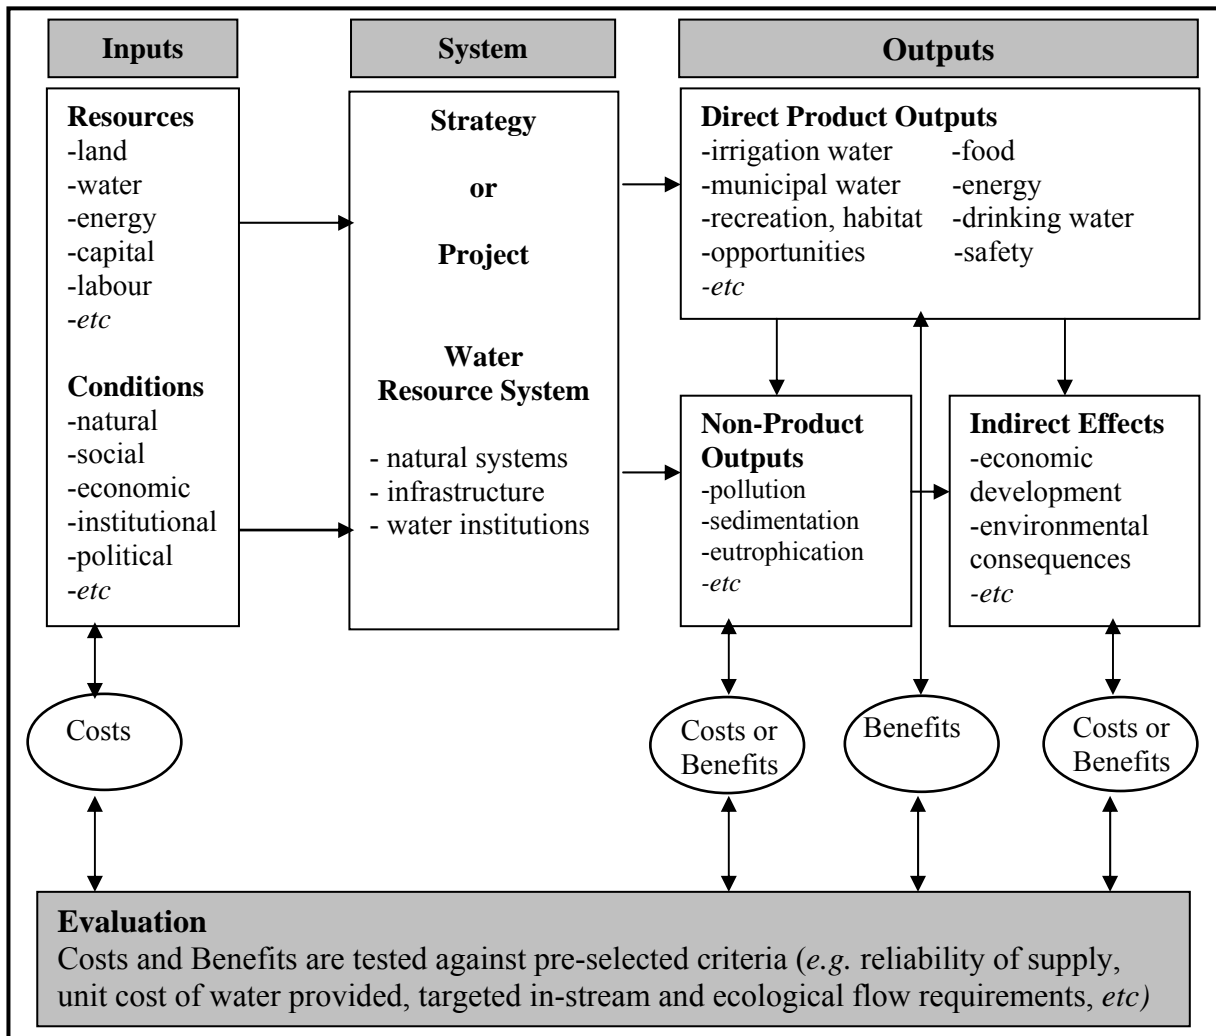 Inputs
System
Outputs
Resources
-land
-water
-energy
-capital
-labour
-etc
Conditions
-natural
-social
-economic
-institutional
-political
-etc
Strategy
or
Project
Water
Resource System
- natural systems
- infrastructure
- water institutions
Direct Product Outputs
-irrigation water
-municipal water
-recreation, habitat
-opportunities
-etc
-food
-energy
-drinking water
-safety
Non-Product
Outputs
-pollution
-sedimentation
-eutrophication
-etc
Indirect Effects
-economic
development
-environmental
consequences
-etc
Costs
Costs or
Benefits
Benefits
Costs or
Benefits
Evaluation
Costs and Benefits are tested against pre-selected criteria (e.g. reliability of supply,
unit cost of water provided, targeted in-stream and ecological flow requirements, etc)